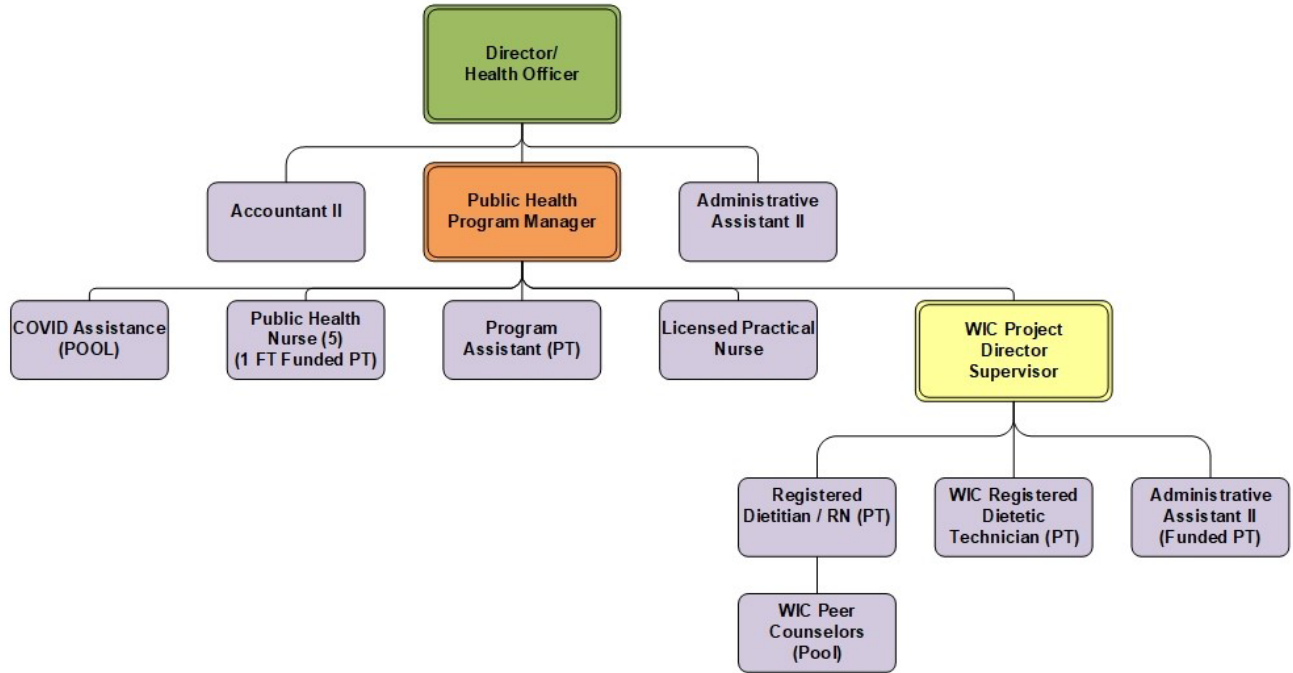 Director/
Health Officer
Accountant II
Public Health
Program Manager
Administrative
Assistant II
COVID Assistance
(POOL)
Public Health
Nurse (5)
(1 FT Funded PT)
Program
Assistant (PT)
Licensed Practical
Nurse
WIC Project
Director
Supervisor
Registered
Dietitian / RN (PT)
WIC Registered
Dietetic
Technician (PT)
Administrative
Assistant II
(Funded PT)
WIC Peer
Counselors
(Pool)